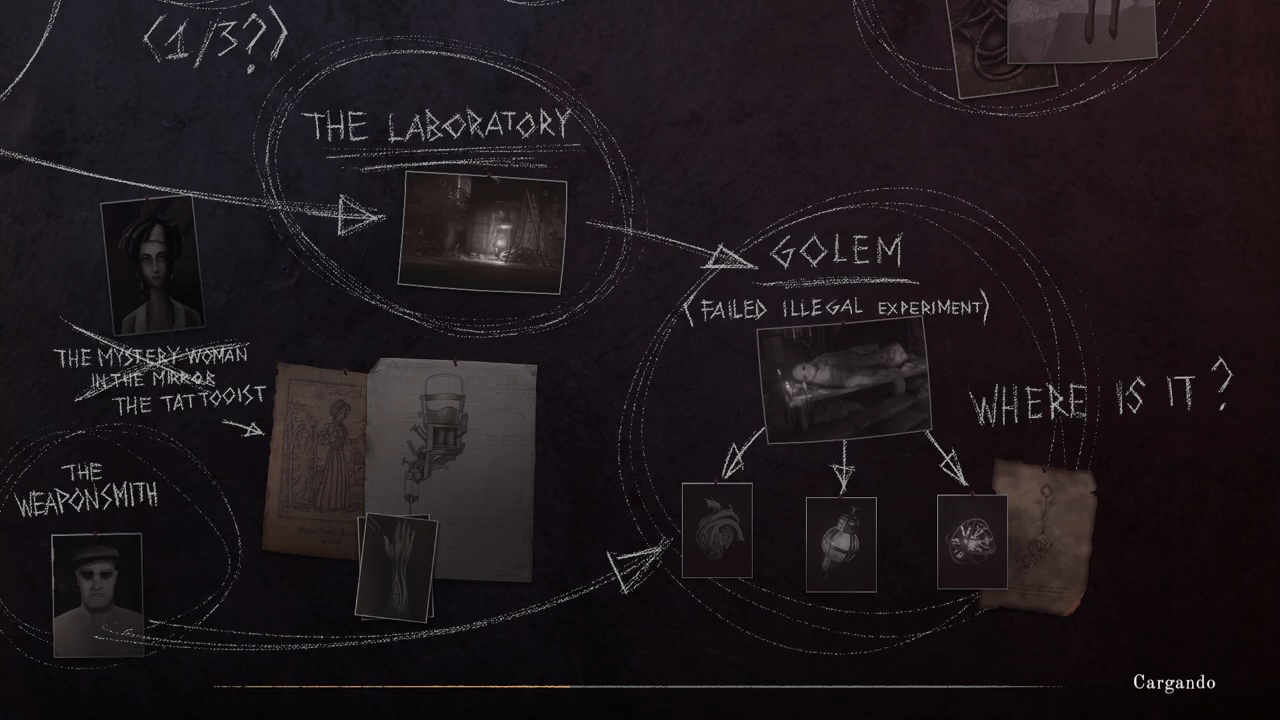 (1/3?)
THE LABORATORY
GOLEM
(FAILED ILLEGAL EXPERIMENT)
THE MYSTERY WOMAN
IN THE MIRROR
THE TATTOOIST
WHERE IS IT?
THE
WEAPONSMITH
Cargando